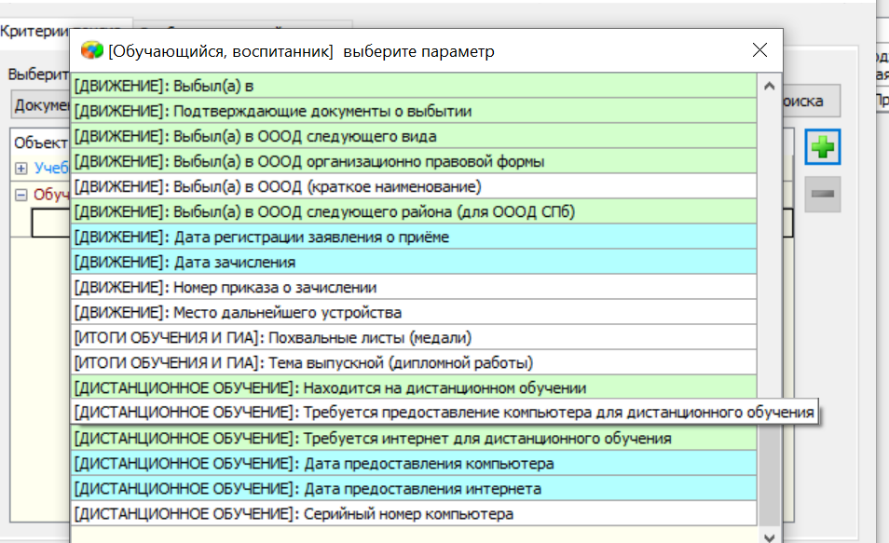 Критерии
[Обучающийся, воспитанник] выберите параметр
Выберит
[ДВИЖЕНИЕ]: Выбыл(а) в
Докумен
[ДВИЖЕНИЕ]: Подтверждающие документы о выбытии
оиска
[ДВИЖЕНИЕ]: Выбыл(а) в ОООД следующего вида
Объект
[ДВИЖЕНИЕ]: Выбыл(а) в ОООД организационно правовой формы
Учеб
[ДВИЖЕНИЕ]: Выбыл(а) в ОООД (краткое наименование)
Обуч
[ДВИЖЕНИЕ]: Выбыл(а) в ОООД следующего района (для ОООД СПб)
[ДВИЖЕНИЕ]: Дата регистрации заявления о приёме
[ДВИЖЕНИЕ]: Дата зачисления
[ДВИЖЕНИЕ]: Номер приказа о зачислении
[ДВИЖЕНИЕ]: Место дальнейшего устройства
[ИТОГИ ОБУЧЕНИЯ И ГИА]: Похвальные листы (медали)
[ИТОГИ ОБУЧЕНИЯ И ГИА]: Тема выпускной (дипломной работы)
[ДИСТАНЦИОННОЕ ОБУЧЕНИЕ]: Находится на дистанционном обучении
[ДИСТАНЦИОННОЕ ОБУЧЕНИЕ]: Требуется предоставление компьютера для дистанционного обучения
[ДИСТАНЦИОННОЕ ОБУЧЕНИЕ]: Требуется интернет для дистанционного обучения
[ДИСТАНЦИОННОЕ ОБУЧЕНИЕ]: Дата предоставления компьютера
[ДИСТАНЦИОННОЕ ОБУЧЕНИЕ]: Дата предоставления интернета
[ДИСТАНЦИОННОЕ ОБУЧЕНИЕ]: Серийный номер компьютера